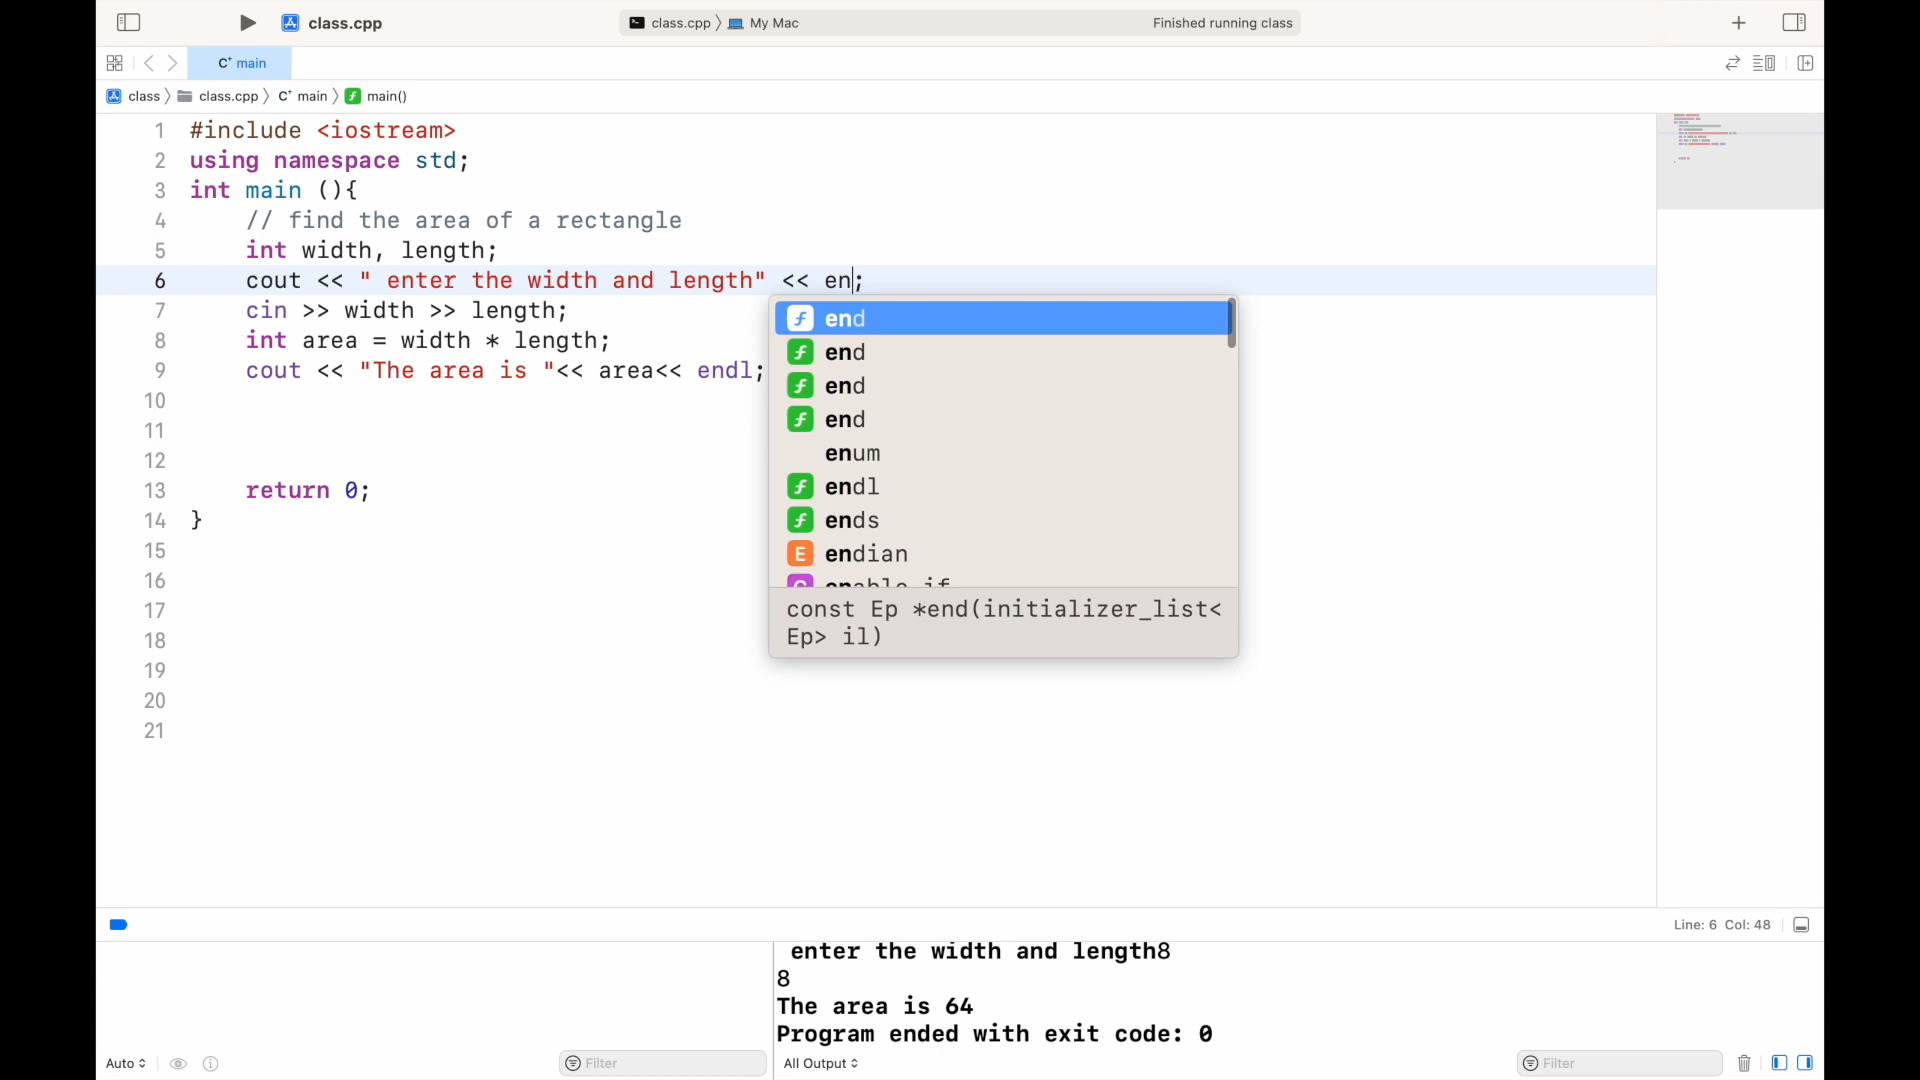 class.cpp
class.cpp 〉 My Mac
Finished running class
C+ main
class 〉 class.cpp 〉 C+ main 〉 f main()
1 #include <iostream>
2 using namespace std;
3 int main (){
4 // find the area of a rectangle
5 int width, length;
6 cout << " enter the width and length" << en;
7 cin >> width >> length;
8 int area = width * length;
9 cout << "The area is "<< area<< endl;
10
11
12
13 return 0;
14 }
15
16
17
18
19
20
21
f end
f end
f end
f end
enum
f endl
f ends
E endian
C enable_if
const Ep *end(initializer_list<
Ep> il)
Line: 6 Col: 48
enter the width and length8
8
The area is 64
Program ended with exit code: 0
Auto
Filter
All Output
Filter